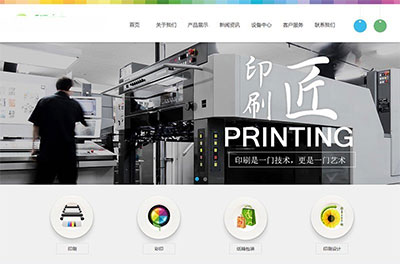 首页 关于我们 产品展示 新闻资讯 设备中心 客户服务 联系我们
印刷 匠
PRINTING
印刷是一门技术，更是一门艺术
印刷 彩印 纸箱包装 印刷设计